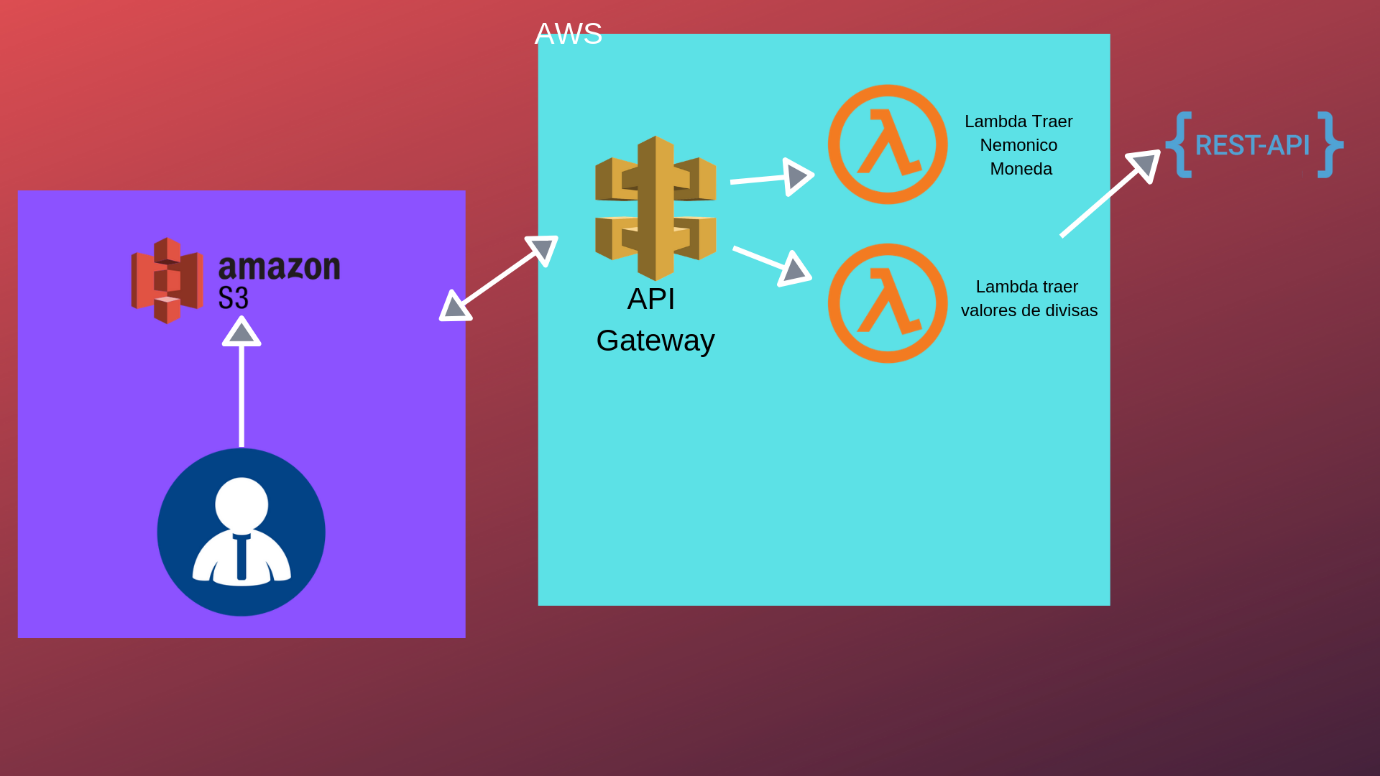 AWS
Lambda Traer
Nemonico
Moneda
{REST-API}
amazon
S3
API
Gateway
Lambda traer
valores de divisas